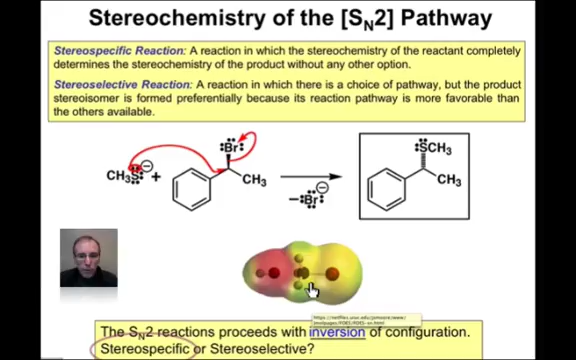 Stereochemistry of the [SN2] Pathway
Stereospecific Reaction: A reaction in which the stereochemistry of the reactant completely
determines the stereochemistry of the product without any other option.
Stereoselective Reaction: A reaction in which there is a choice of pathway, but the product
stereoisomer is formed preferentially because its reaction pathway is more favorable than
the others available.
CH3S + Br CH3
Br
SCH3 CH3
The SN2 reactions proceeds with inversion of configuration.
Stereospecific or Stereoselective?